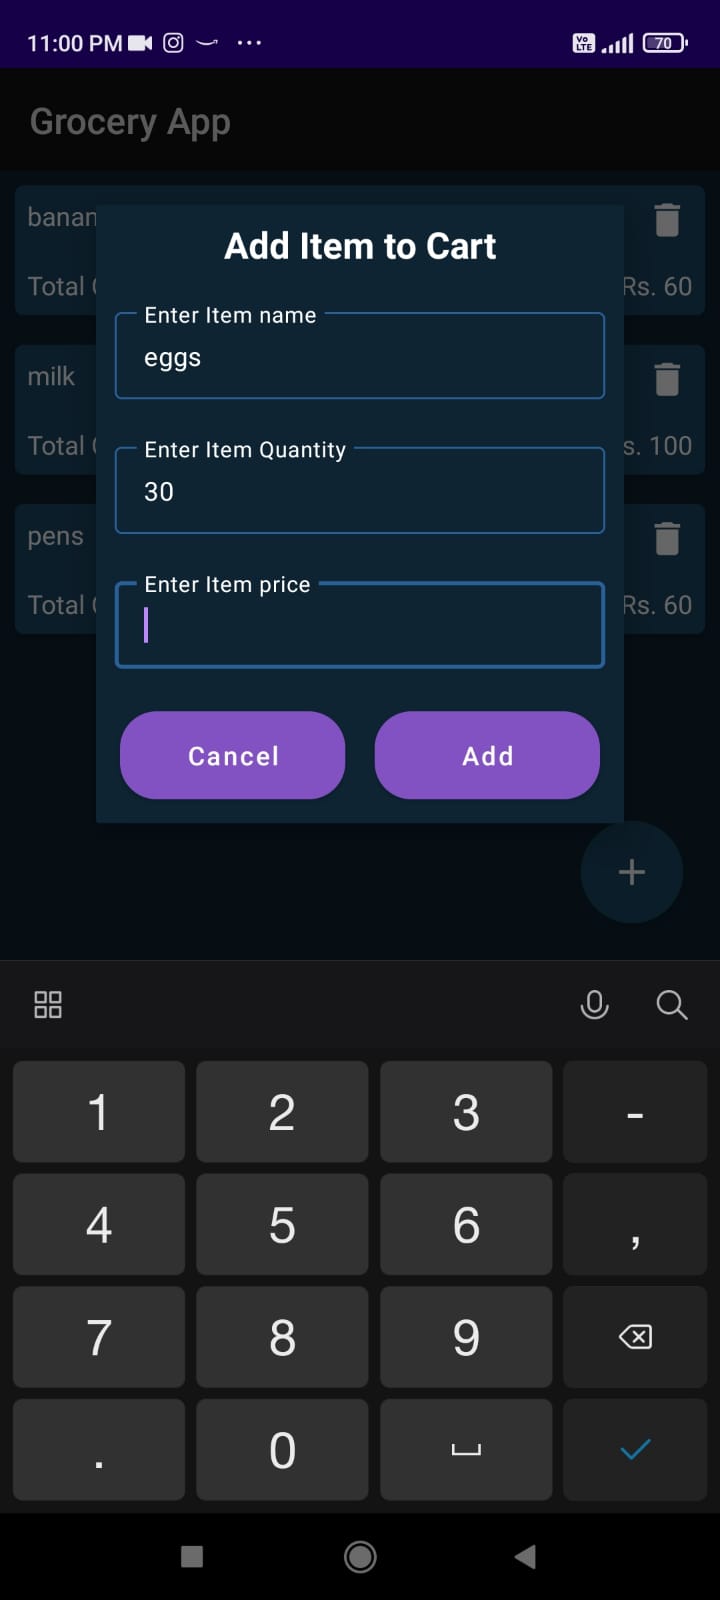 11:00 PM
Vo LTE
70
Grocery App
Add Item to Cart
Enter Item name
eggs
Enter Item Quantity
30
Enter Item price
Cancel
Add
banan
Total
Rs. 60
milk
Total
s. 100
pens
Total
Rs. 60
+
1 2 3 -
4 5 6 ,
7 8 9
. 0